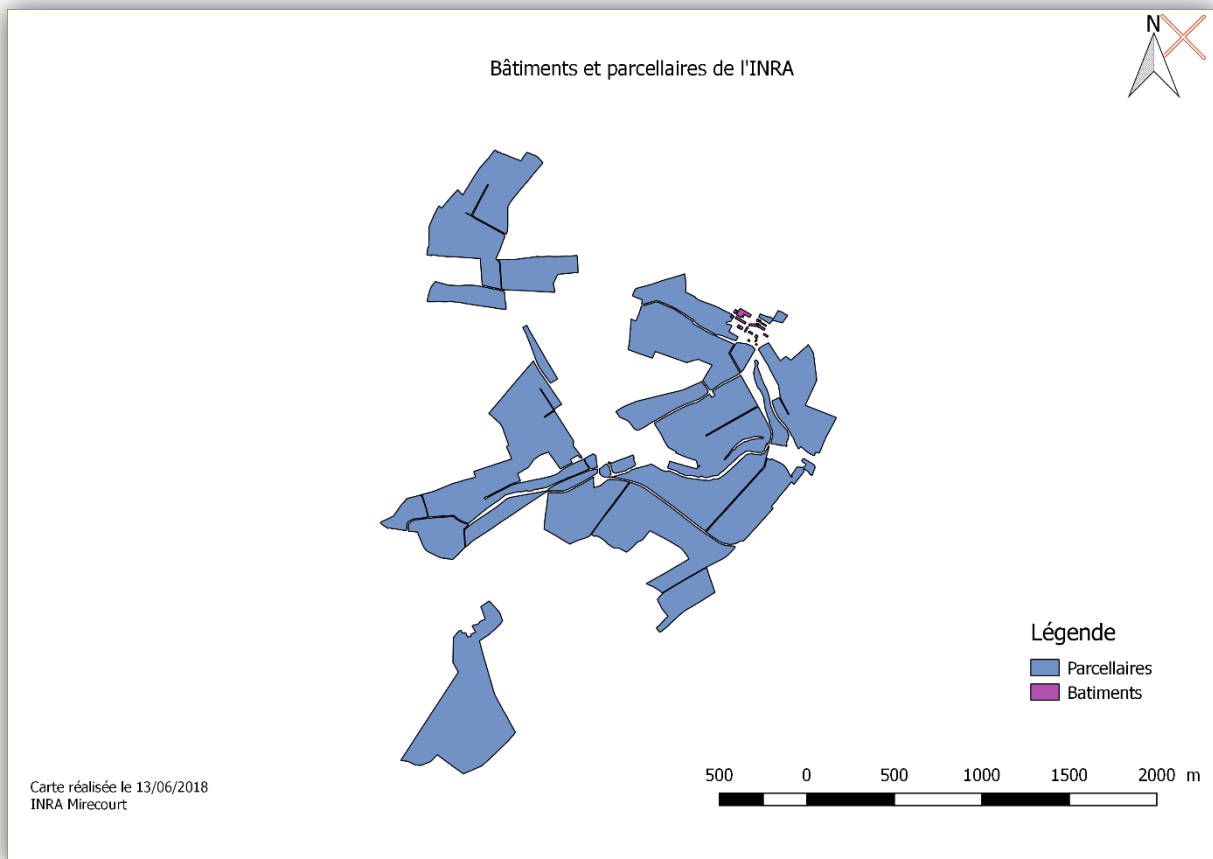 N
Bâtiments et parcellaires de l'INRA
Légende
Parcellaires
Batiments
500 0 500 1000 1500 2000 m
Carte réalisée le 13/06/2018
INRA Mirecourt